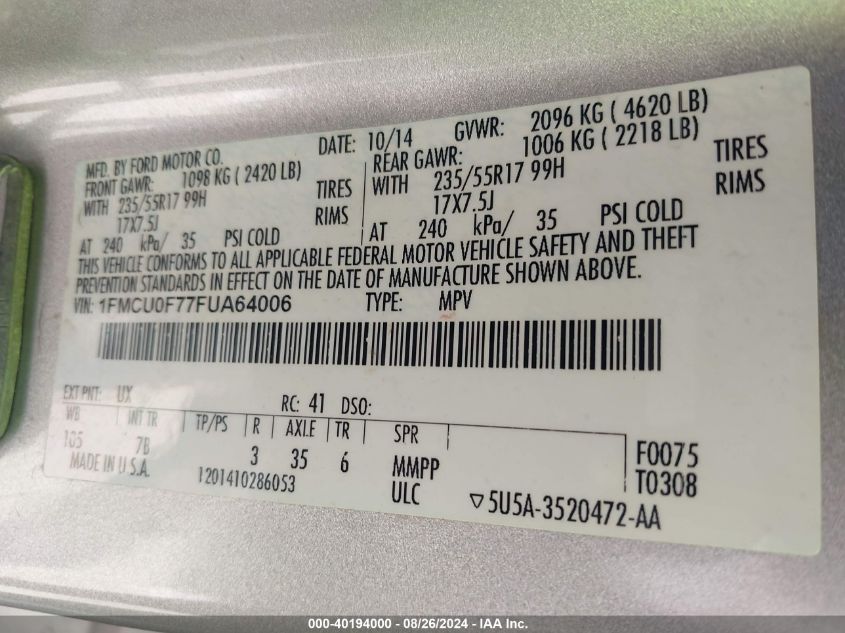 MFD. BY FORD MOTOR CO. DATE: 10/14 GVWR: 2096 KG ( 4620 LB)
FRONT GAWR: 1098 KG ( 2420 LB) REAR GAWR: 1006 KG ( 2218 LB)
WITH 235/55R17 99H TIRES WITH 235/55R17 99H TIRES
17X7.5J RIMS 17X7.5J RIMS
AT 240 kPa/ 35 PSI COLD AT 240 kPa/ 35 PSI COLD
THIS VEHICLE CONFORMS TO ALL APPLICABLE FEDERAL MOTOR VEHICLE SAFETY AND THEFT
PREVENTION STANDARDS IN EFFECT ON THE DATE OF MANUFACTURE SHOWN ABOVE.
VIN: 1FMCU0F77FUA64006 TYPE: MPV
EXT PNT: UX RC: 41 DSO:
WB INT TR TP/PS R AXLE TR SPR
105 7B 3 35 6 MMPP F0075
MADE IN U.S.A. 1201410286053 ULC T0308
5U5A-3520472-AA
000-40194000 - 08/26/2024 - IAA Inc.